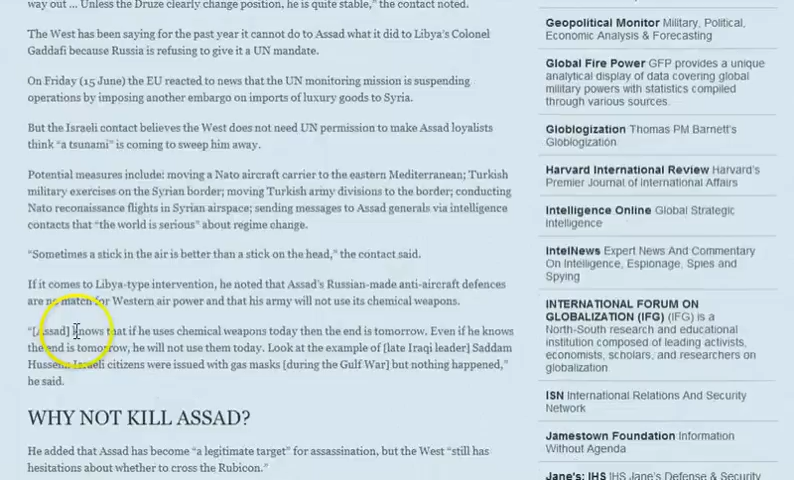 way out ... Unless the Druze clearly change position, he is quite stable," the contact noted.
The West has been saying for the past year it cannot do to Assad what it did to Libya's Colonel
Gaddafi because Russia is refusing to give it a UN mandate.
On Friday (15 June) the EU reacted to news that the UN monitoring mission is suspending
operations by imposing another embargo on imports of luxury goods to Syria.
But the Israeli contact believes the West does not need UN permission to make Assad loyalists
think "a tsunami" is coming to sweep him away.
Potential measures include: moving a Nato aircraft carrier to the eastern Mediterranean; Turkish
military exercises on the Syrian border; moving Turkish army divisions to the border; conducting
Nato reconaissance flights in Syrian airspace; sending messages to Assad generals via intelligence
contacts that "the world is serious" about regime change.
"Sometimes a stick in the air is better than a stick on the head," the contact said.
If it comes to Libya-type intervention, he noted that Assad's Russian-made anti-aircraft defences
are no match for Western air power and that his army will not use its chemical weapons.
"[Assad] knows that if he uses chemical weapons today then the end is tomorrow. Even if he knows
the end is tomorrow, he will not use them today. Look at the example of [late Iraqi leader] Saddam
Hussein. Israeli citizens were issued with gas masks [during the Gulf War] but nothing happened,"
he said.
WHY NOT KILL ASSAD?
He added that Assad has become "a legitimate target" for assassination, but the West "still has
hesitations about whether to cross the Rubicon."
Geopolitical Monitor Military, Political,
Economic Analysis & Forecasting
Global Fire Power GFP provides a unique
analytical display of data covering global
military powers with statistics compiled
through various sources.
Globlogization Thomas PM Barnett's
Globlogization
Harvard International Review Harvard's
Premier Journal of International Affairs
Intelligence Online Global Strategic
Intelligence
IntelNews Expert News And Commentary
On Intelligence, Espionage, Spies and
Spying
INTERNATIONAL FORUM ON
GLOBALIZATION (IFG) (IFG) is a
North-South research and educational
institution composed of leading activists,
economists, scholars, and researchers on
globalization
ISN International Relations And Security
Network
Jamestown Foundation Information
Without Agenda
Jane's: IHS IHS Jane's Defense & Security